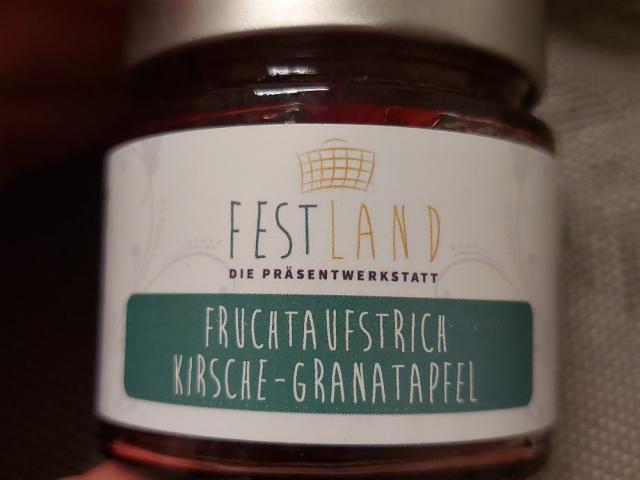 FESTLAND
DIE PRÄSENTWERKSTATT
FRUCHTAUFSTRICH
KIRSCHE-GRANATAPFEL